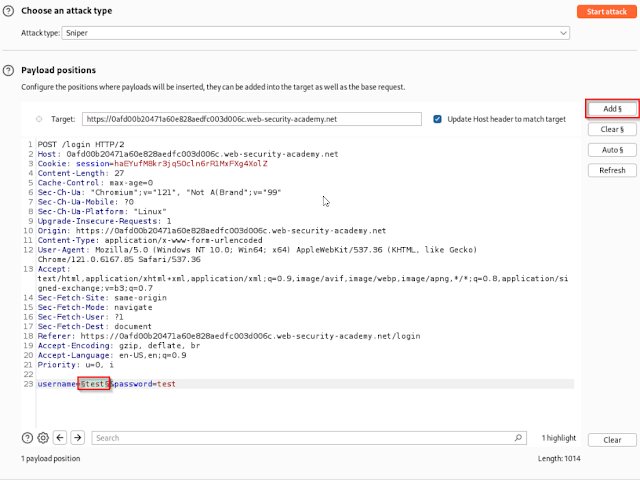 Choose an attack type
Start attack
Attack type: Sniper
Payload positions
Configure the positions where payloads will be inserted, they can be added into the target as well as the base request.
Add §
Target: https://0afd00b20471a60e828aedfc003d006c.web-security-academy.net
Update Host header to match target
Clear §
Auto §
Refresh
1 POST /login HTTP/2
2 Host: 0afd00b20471a60e828aedfc003d006c.web-security-academy.net
3 Cookie: session=haEYufM8kr3jqSOcln6rRlMxFXg4XolZ
4 Content-Length: 27
5 Cache-Control: max-age=0
6 Sec-Ch-Ua: "Chromium";v="121", "Not A(Brand";v="99"
7 Sec-Ch-Ua-Mobile: ?0
8 Sec-Ch-Ua-Platform: "Linux"
9 Upgrade-Insecure-Requests: 1
10 Origin: https://0afd00b20471a60e828aedfc003d006c.web-security-academy.net
11 Content-Type: application/x-www-form-urlencoded
12 User-Agent: Mozilla/5.0 (Windows NT 10.0; Win64; x64) AppleWebKit/537.36 (KHTML, like Gecko)
Chrome/121.0.6167.85 Safari/537.36
13 Accept:
text/html,application/xhtml+xml,application/xml;q=0.9,image/avif,image/webp,image/apng,*/*;q=0.8,application/si
gned-exchange;v=b3;q=0.7
14 Sec-Fetch-Site: same-origin
15 Sec-Fetch-Mode: navigate
16 Sec-Fetch-User: ?1
17 Sec-Fetch-Dest: document
18 Referer: https://0afd00b20471a60e828aedfc003d006c.web-security-academy.net/login
19 Accept-Encoding: gzip, deflate, br
20 Accept-Language: en-US,en;q=0.9
21 Priority: u=0, i
22
23 username=§test§&password=test
Search
1 highlight
Clear
1 payload position
Length: 1014